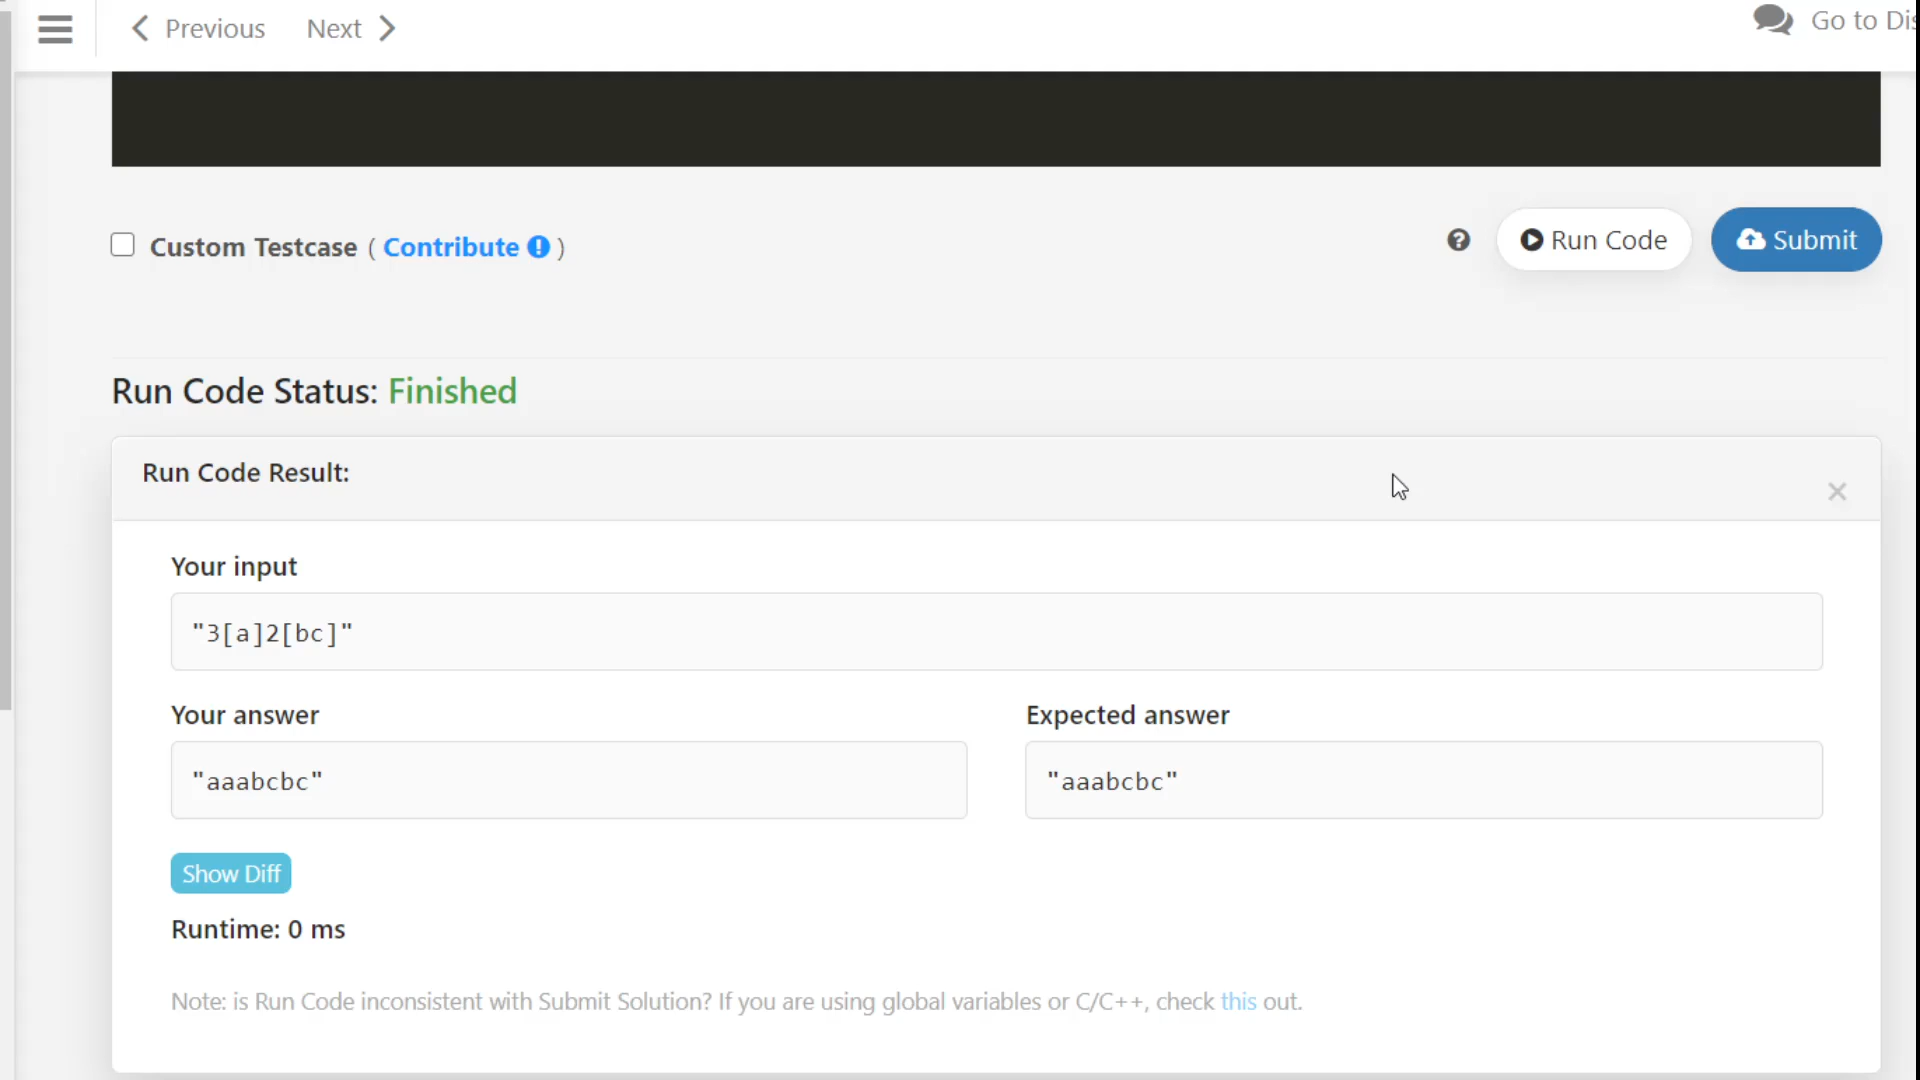 Previous Next Go to Dis
Custom Testcase ( Contribute ! )
? Run Code Submit
Run Code Status: Finished
Run Code Result:
×
Your input
"3[a]2[bc]"
Your answer Expected answer
"aaabcbc" "aaabcbc"
Show Diff
Runtime: 0 ms
Note: is Run Code inconsistent with Submit Solution? If you are using global variables or C/C++, check this out.